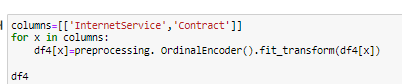 columns=[['InternetService','Contract']]
for x in columns:
    df4[x]=preprocessing. OrdinalEncoder().fit_transform(df4[x])
df4